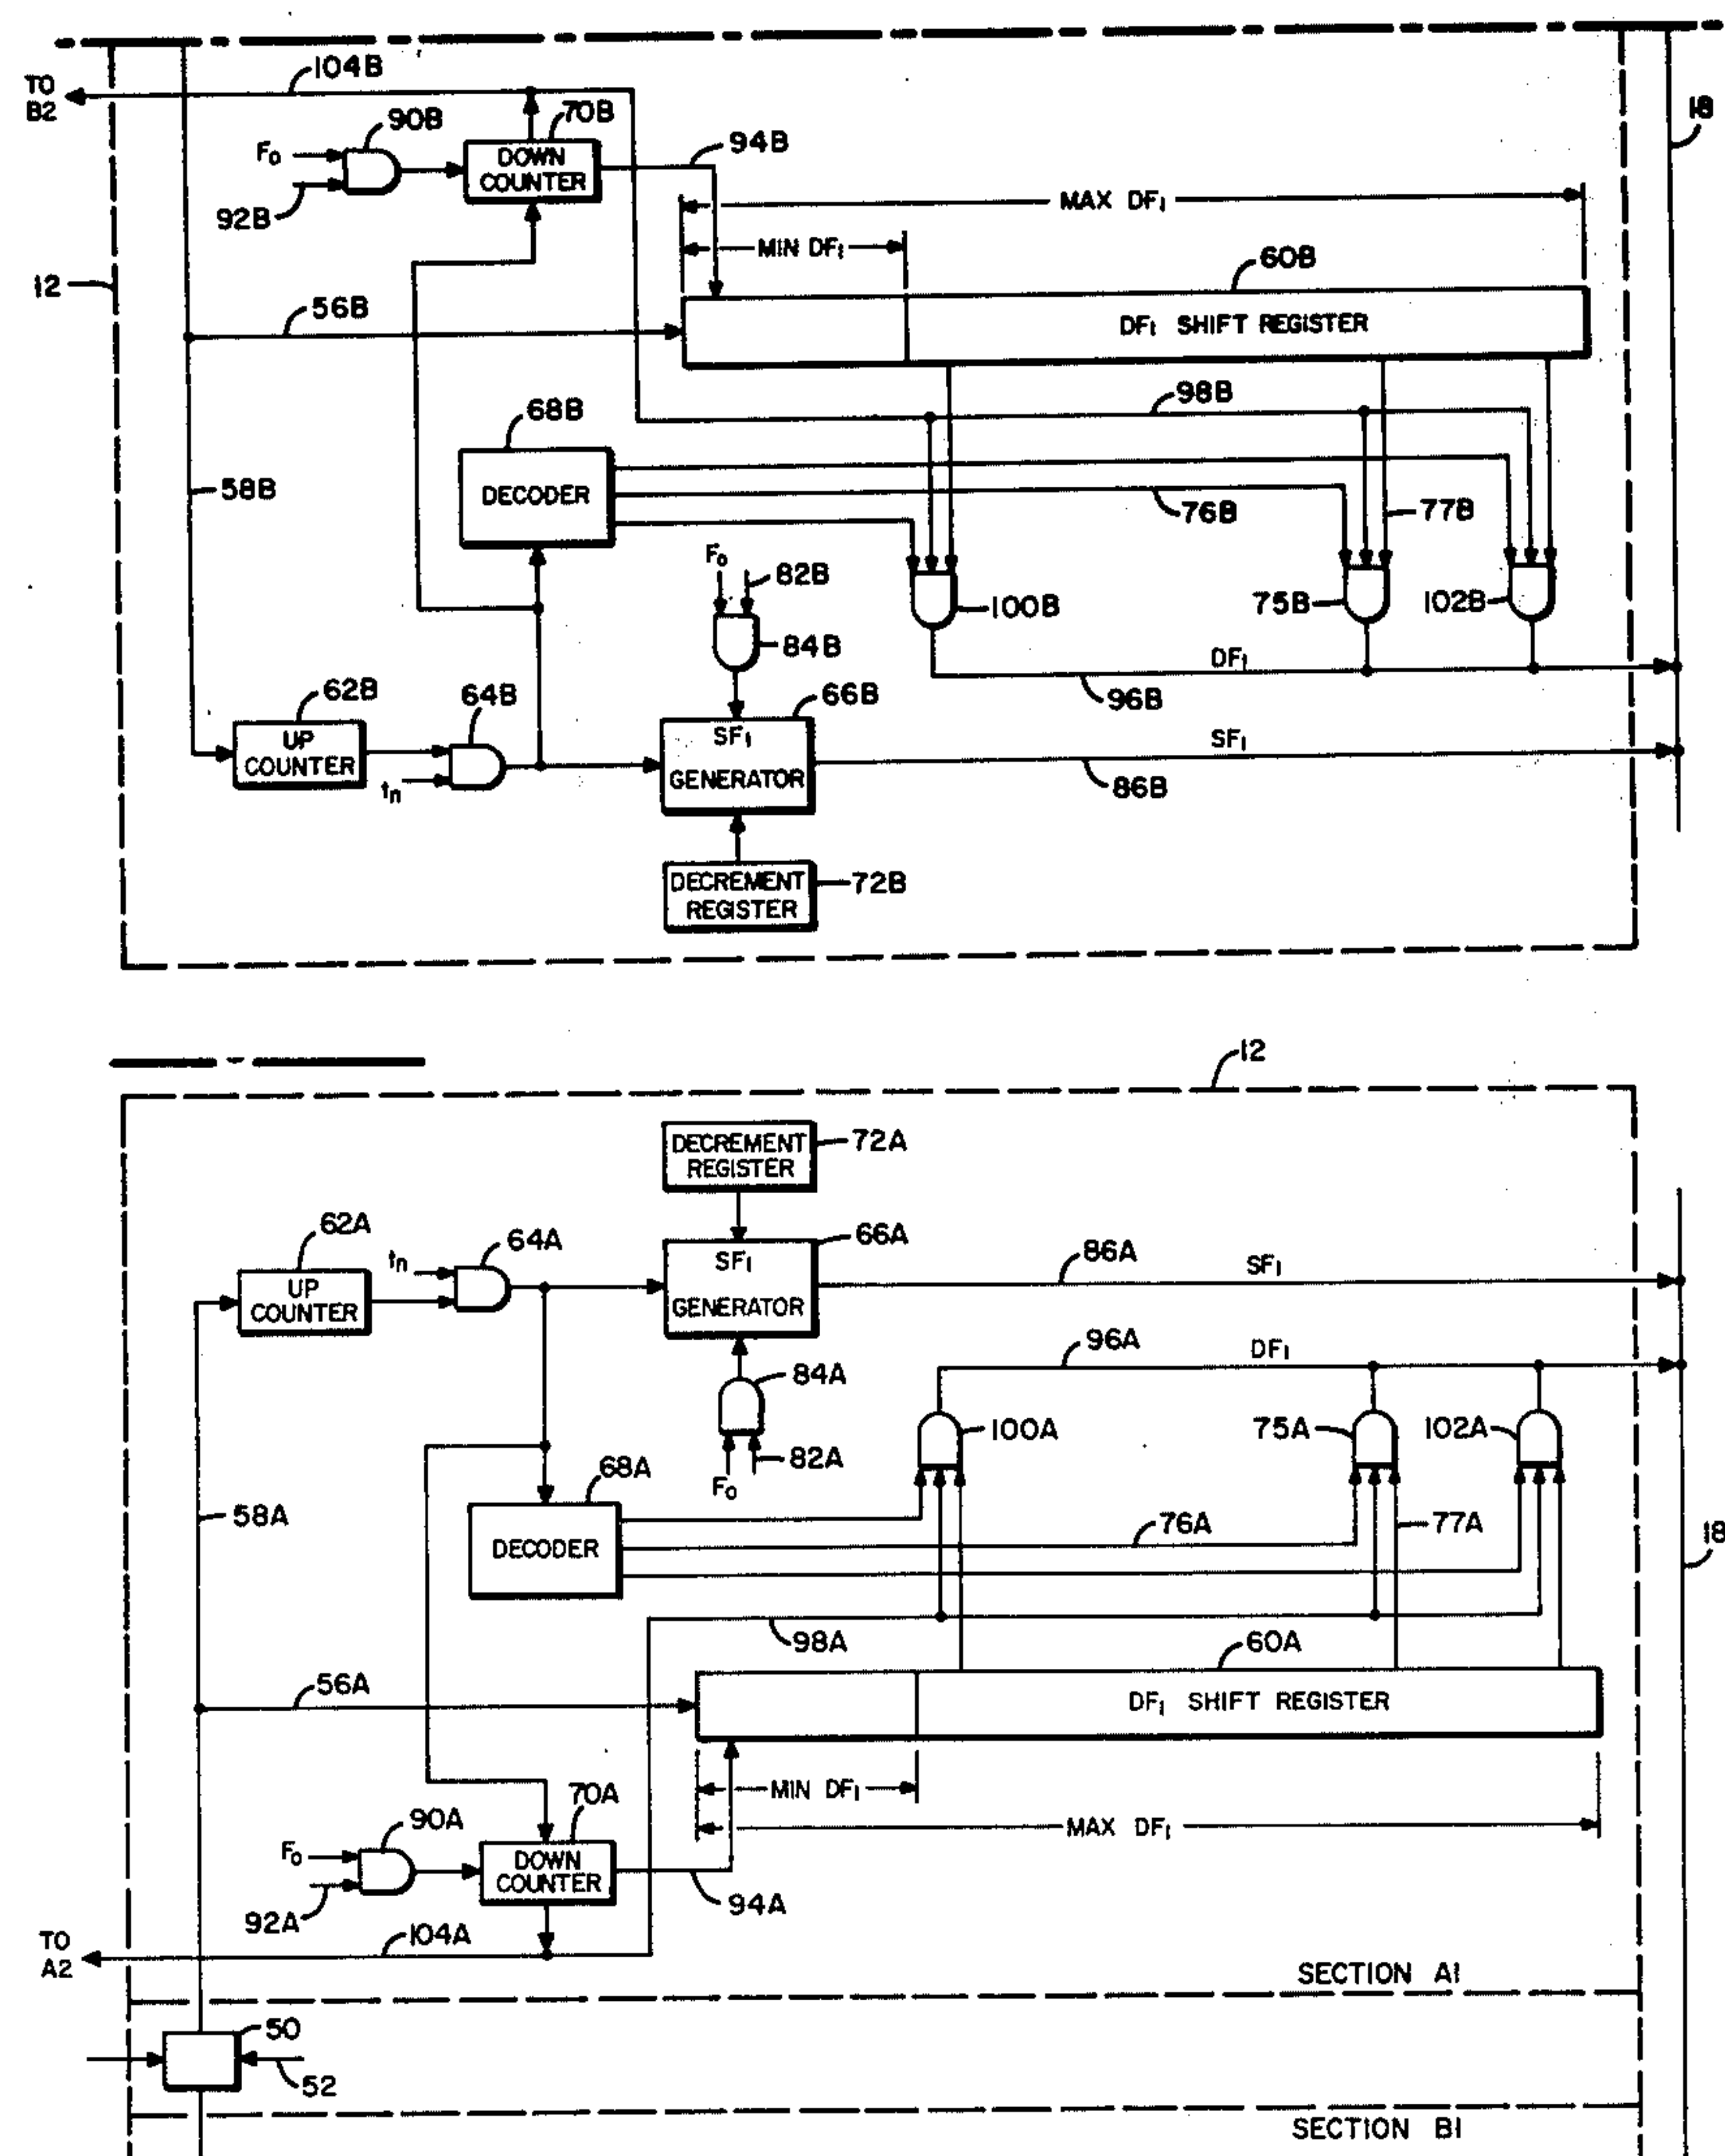 104B
TO
B2
90B
70B
F₀
DOWN
COUNTER
94B
18
92B
MAX DF₁
MIN DF₁
12
60B
56B
DF₁ SHIFT REGISTER
98B
68B
58B
DECODER
76B
77B
F₀
82B
100B
75B
102B
84B
DF₁
62B
64B
66B
96B
UP
COUNTER
SF₁
GENERATOR
SF₁
tn
86B
DECREMENT
REGISTER
72B
12
DECREMENT
REGISTER
72A
62A
64A
66A
86A
tn
SF₁
SF₁
UP
COUNTER
GENERATOR
96A
DF₁
84A
100A
75A
102A
82A
68A
F₀
58A
76A
77A
18
DECODER
98A
60A
56A
DF₁ SHIFT REGISTER
MIN DF₁
70A
90A
MAX DF₁
F₀
DOWN
COUNTER
94A
92A
104A
TO
A2
SECTION A1
50
52
SECTION B1